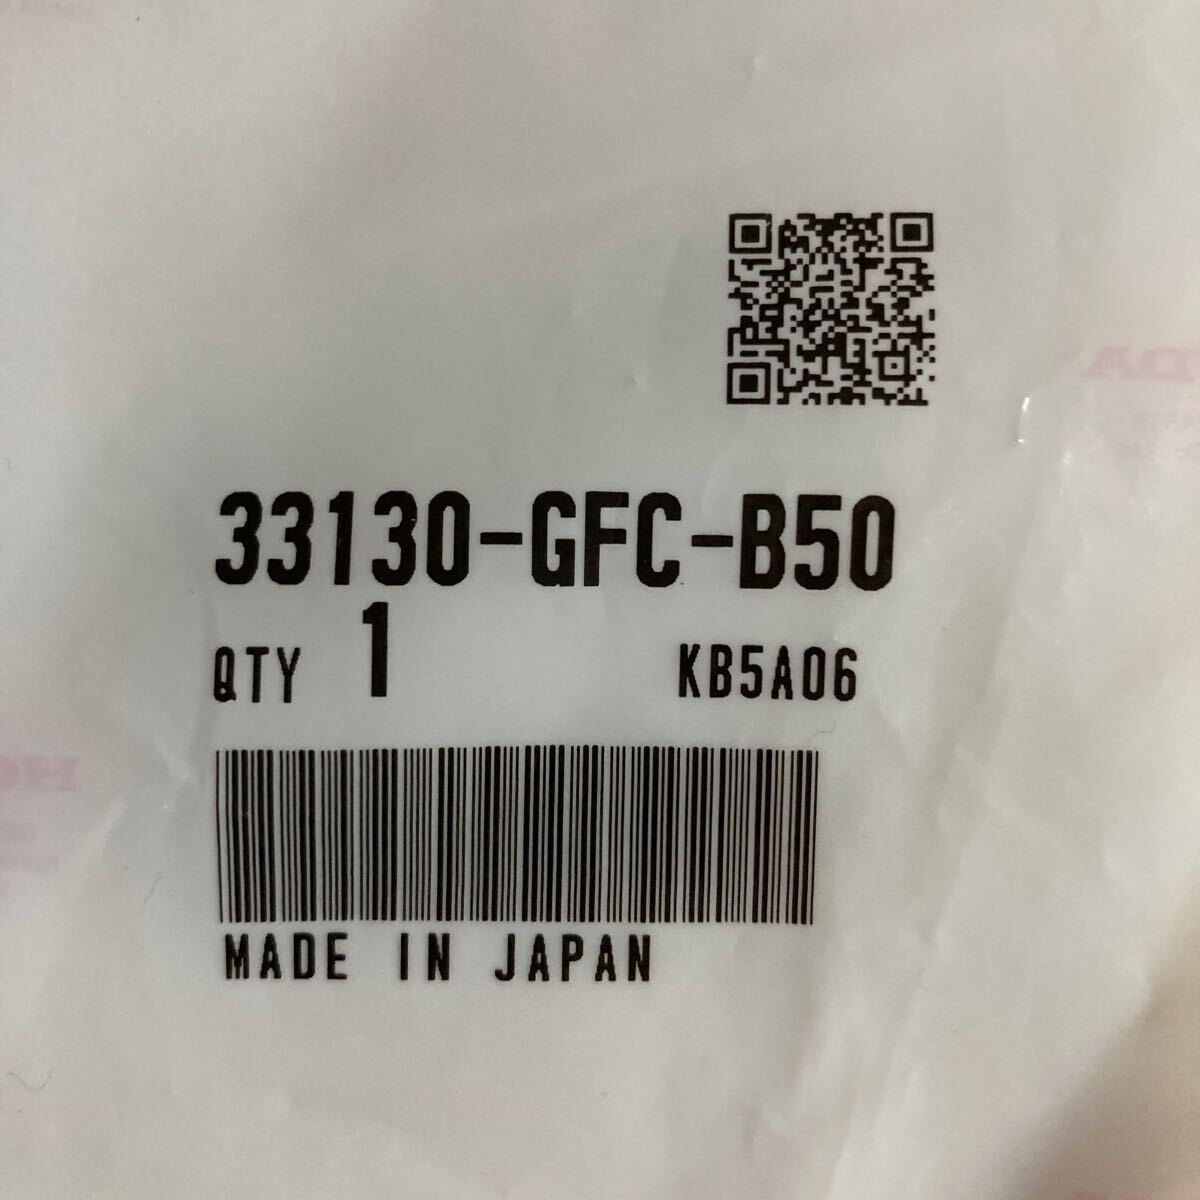 33130-GFC-B50
QTY 1 KB5A06
MADE IN JAPAN